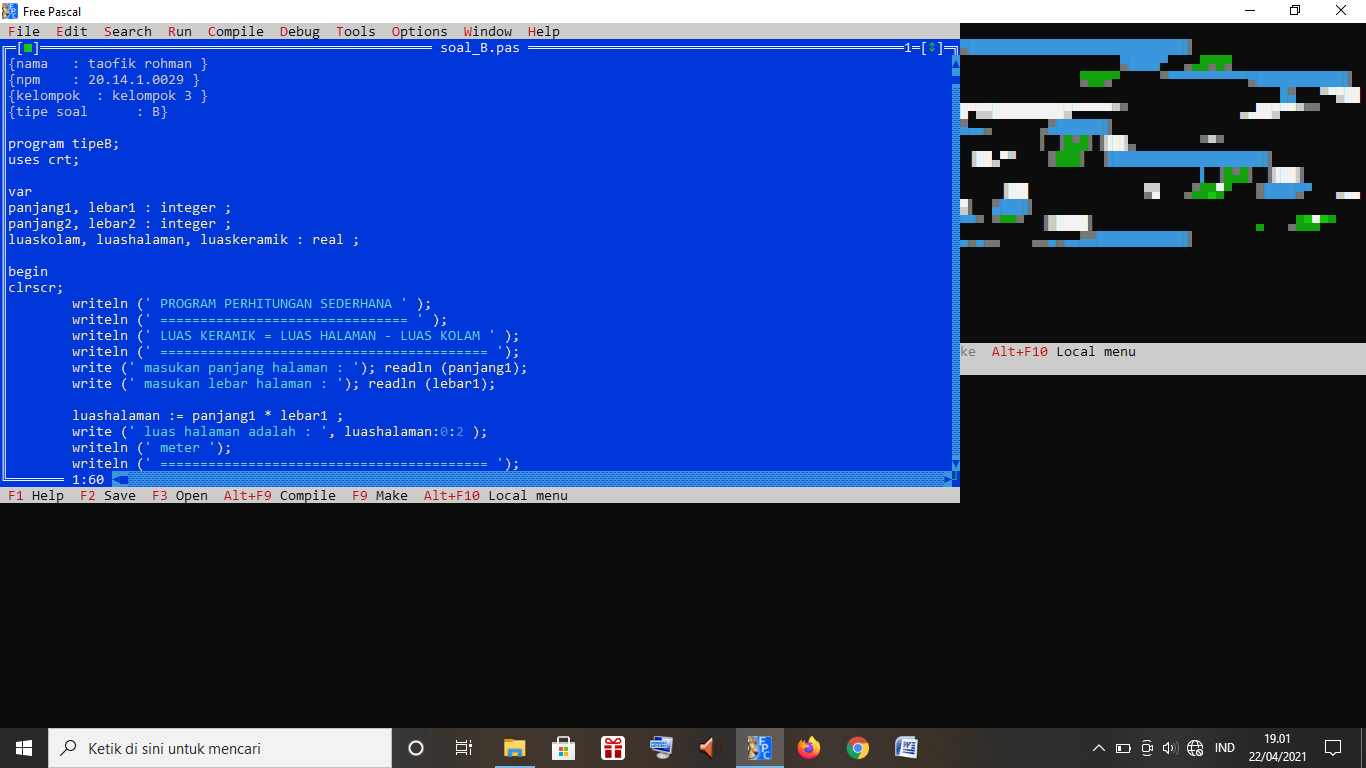 Free Pascal
File Edit Search Run Compile Debug Tools Options Window Help
[■] soal_B.pas 1=[↕]
{nama   : taofik rohman }
{npm    : 20.14.1.0029 }
{kelompok  : kelompok 3 }
{tipe soal      : B}
program tipeB;
uses crt;
var
panjang1, lebar1 : integer ;
panjang2, lebar2 : integer ;
luaskolam, luashalaman, luaskeramik : real ;
begin
clrscr;
writeln (' PROGRAM PERHITUNGAN SEDERHANA ' );
writeln (' =============================== ' );
writeln (' LUAS KERAMIK = LUAS HALAMAN - LUAS KOLAM ' );
writeln (' ========================================= ');
write (' masukan panjang halaman : '); readln (panjang1);
write (' masukan lebar halaman : '); readln (lebar1);
luashalaman := panjang1 * lebar1 ;
write (' luas halaman adalah : ', luashalaman:0:2 );
writeln (' meter ');
writeln (' ========================================= ');
1:60
F1 Help F2 Save F3 Open Alt+F9 Compile F9 Make Alt+F10 Local menu
ke Alt+F10 Local menu
Ketik di sini untuk mencari
IND
19.01
22/04/2021